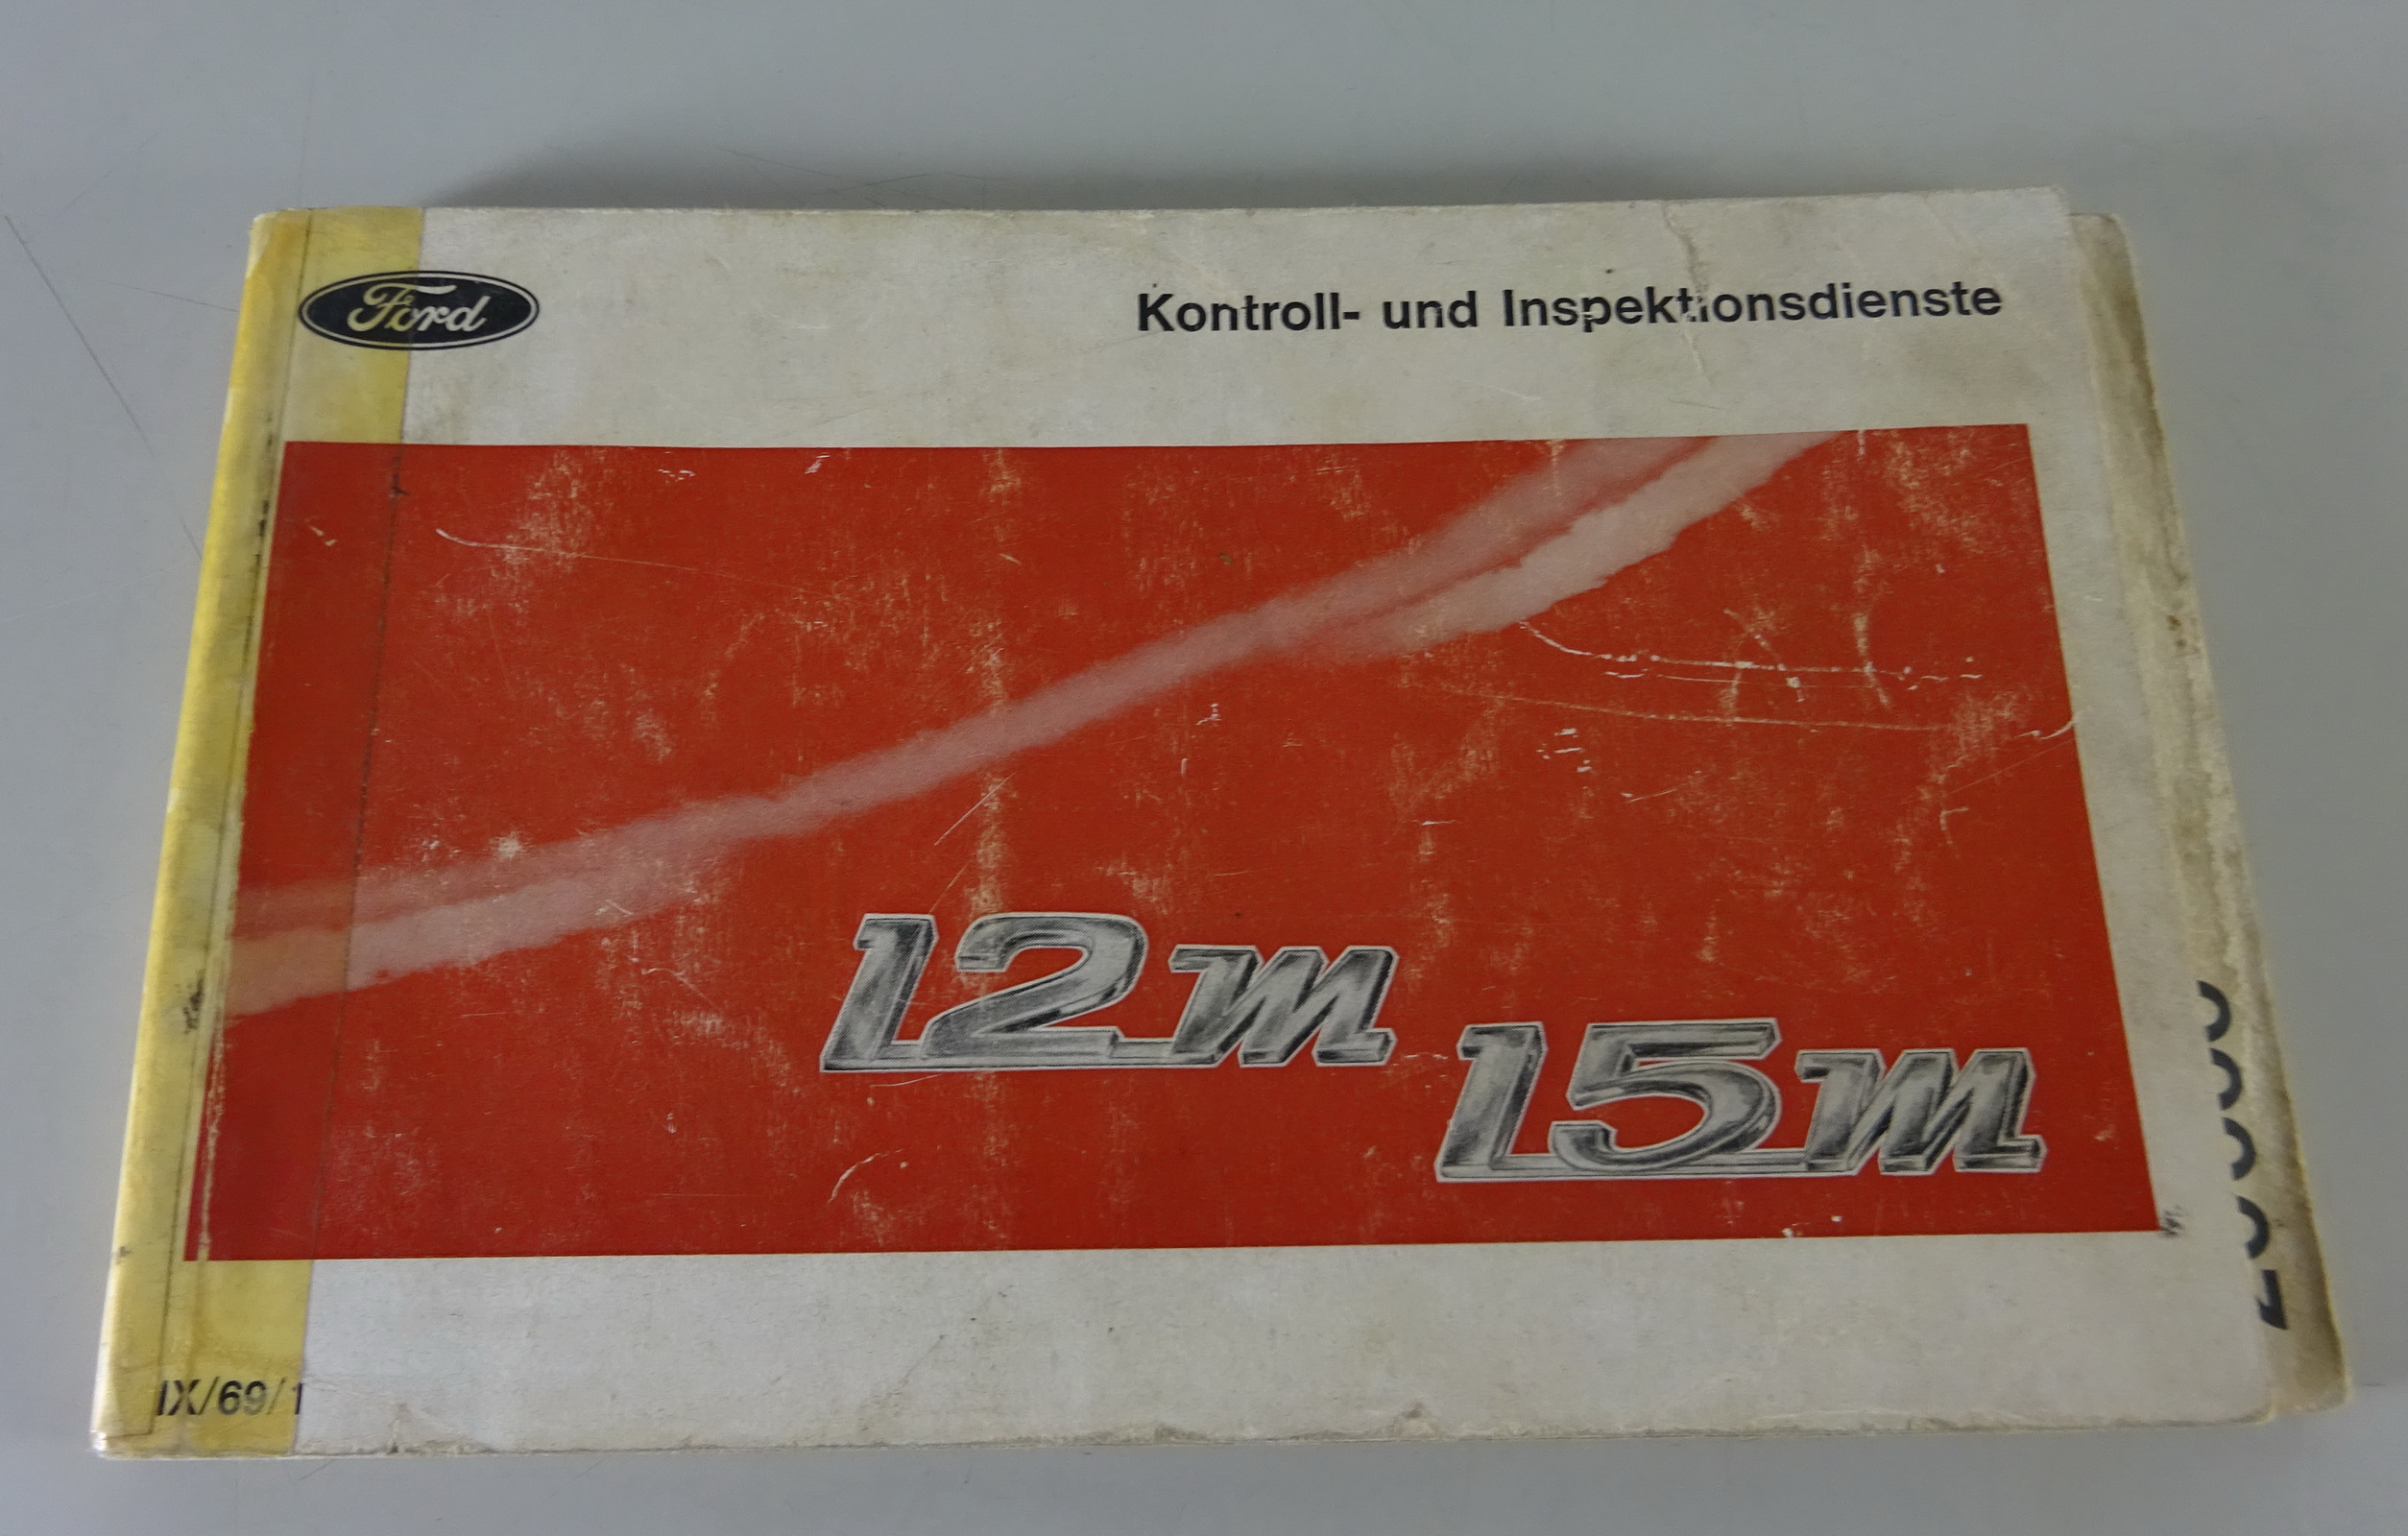 Ford
Kontroll- und Inspektionsdienste
12m
15m
IX/69/1